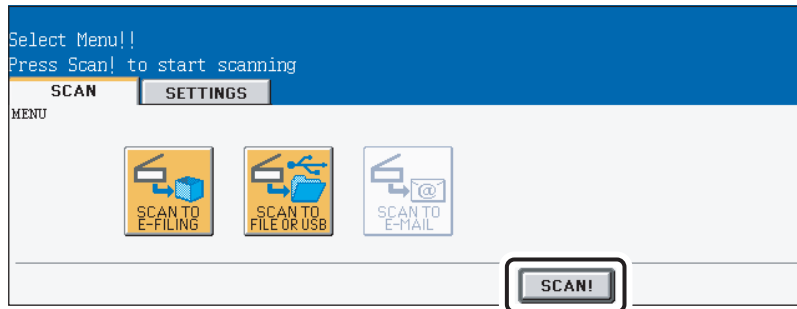 Select Menu!!
Press Scan! to start scanning
SCAN SETTINGS
MENU
SCAN TO
E-FILING
SCAN TO
FILE OR USB
SCAN TO
E-MAIL
SCAN!